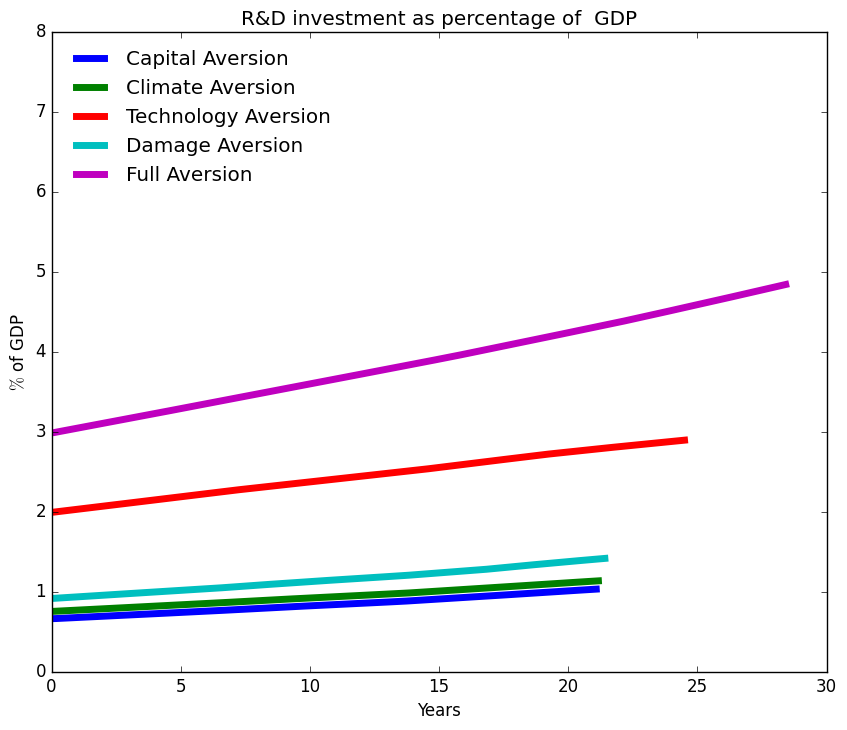 R&D investment as percentage of  GDP
8
Capital Aversion
Climate Aversion
7
Technology Aversion
Damage Aversion
Full Aversion
6
5
% of GDP
4
3
2
1
0
0 5 10 15 20 25 30
Years